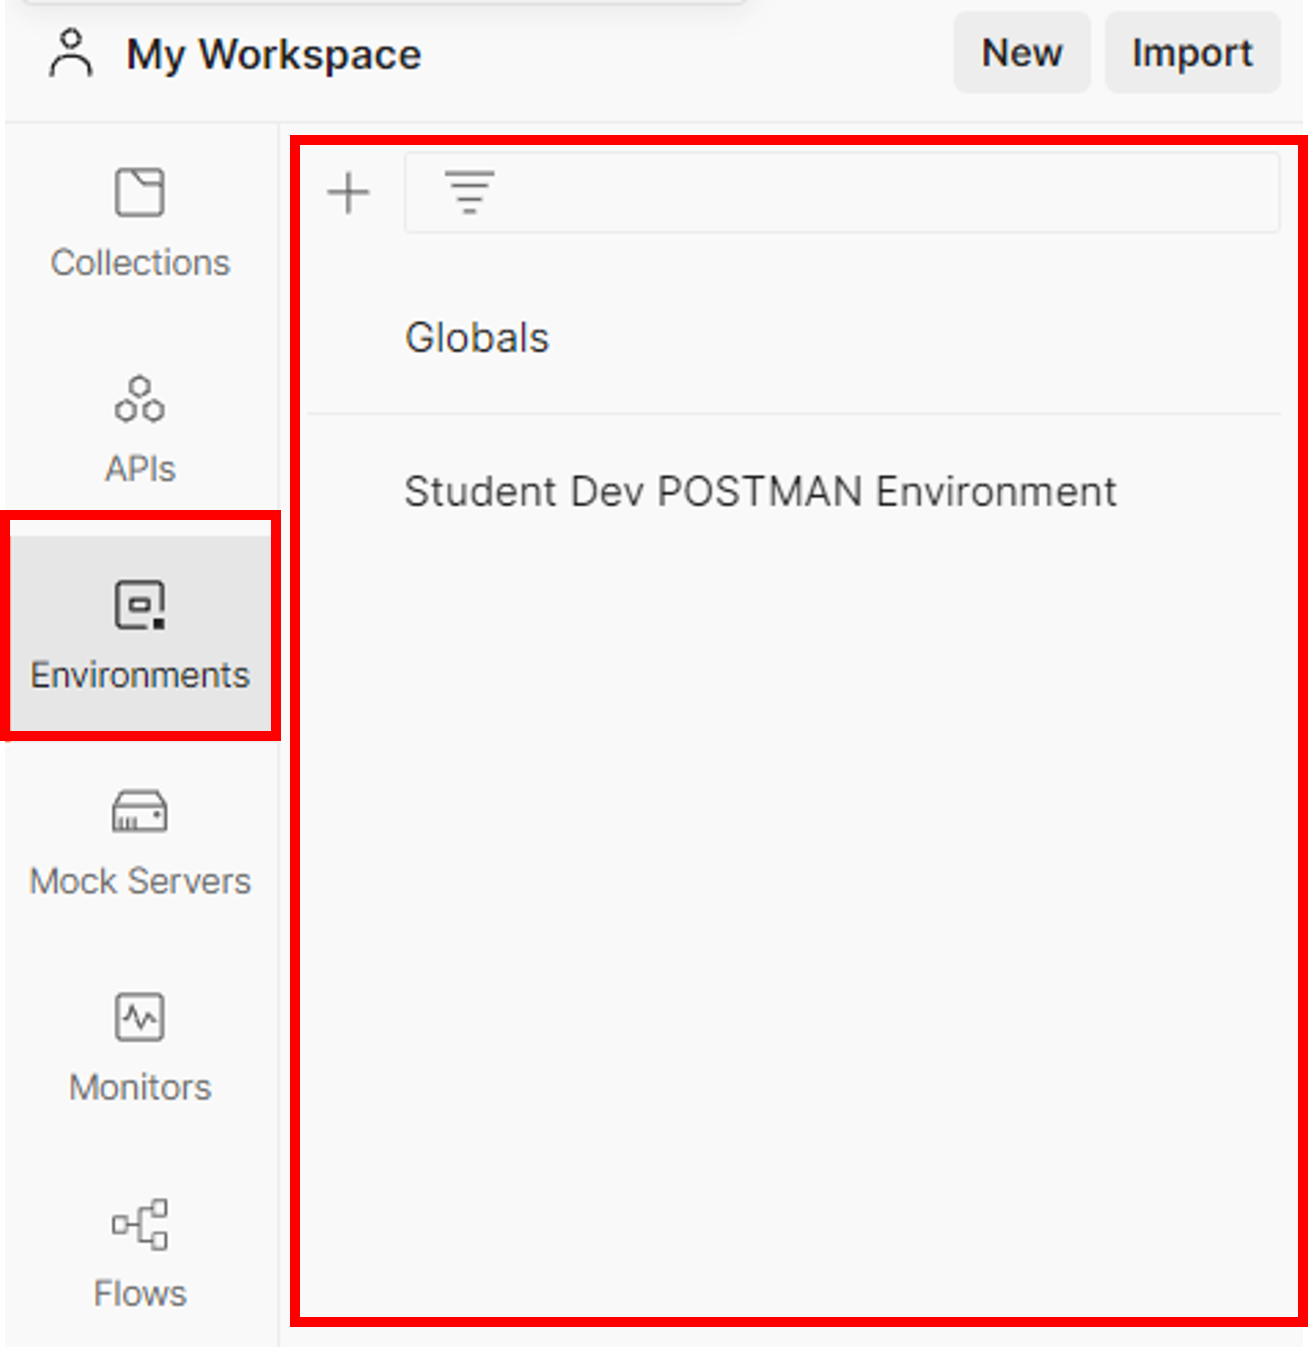 My Workspace
New
Import
Collections
APIs
Environments
Mock Servers
Monitors
Flows
Globals
Student Dev POSTMAN Environment